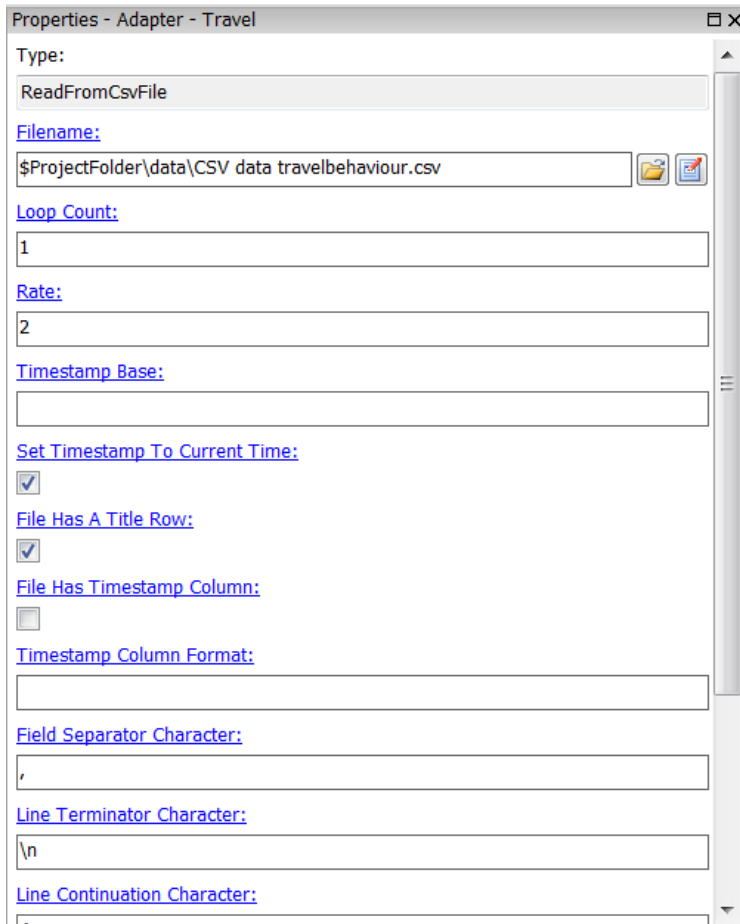 Properties - Adapter - Travel
Type:
ReadFromCsvFile
Filename:
$ProjectFolder\data\CSV data travelbehaviour.csv
Loop Count:
1
Rate:
2
Timestamp Base:
Set Timestamp To Current Time:
File Has A Title Row:
File Has Timestamp Column:
Timestamp Column Format:
Field Separator Character:
,
Line Terminator Character:
\n
Line Continuation Character: